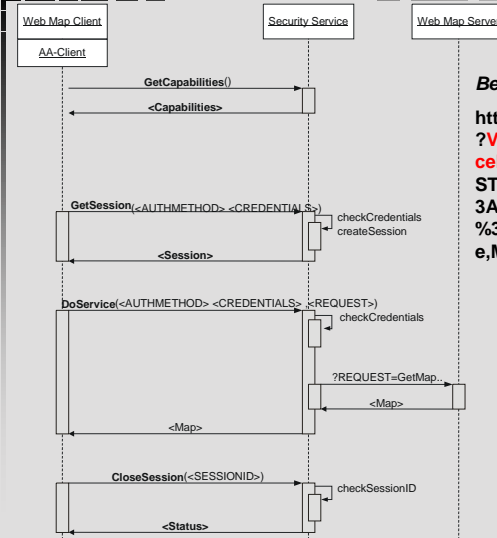 Web Map Client
AA-Client
Security Service
Web Map Server
GetCapabilities()
<Capabilities>
GetSession(<AUTHMETHOD> <CREDENTIALS>)
checkCredentials
createSession
<Session>
DoService(<AUTHMETHOD> <CREDENTIALS> ,<REQUEST>)
checkCredentials
?REQUEST=GetMap..
<Map>
<Map>
CloseSession(<SESSIONID>)
checkSessionID
<Status>
Be
htt
?V
ce
ST
3A
%3
e,M